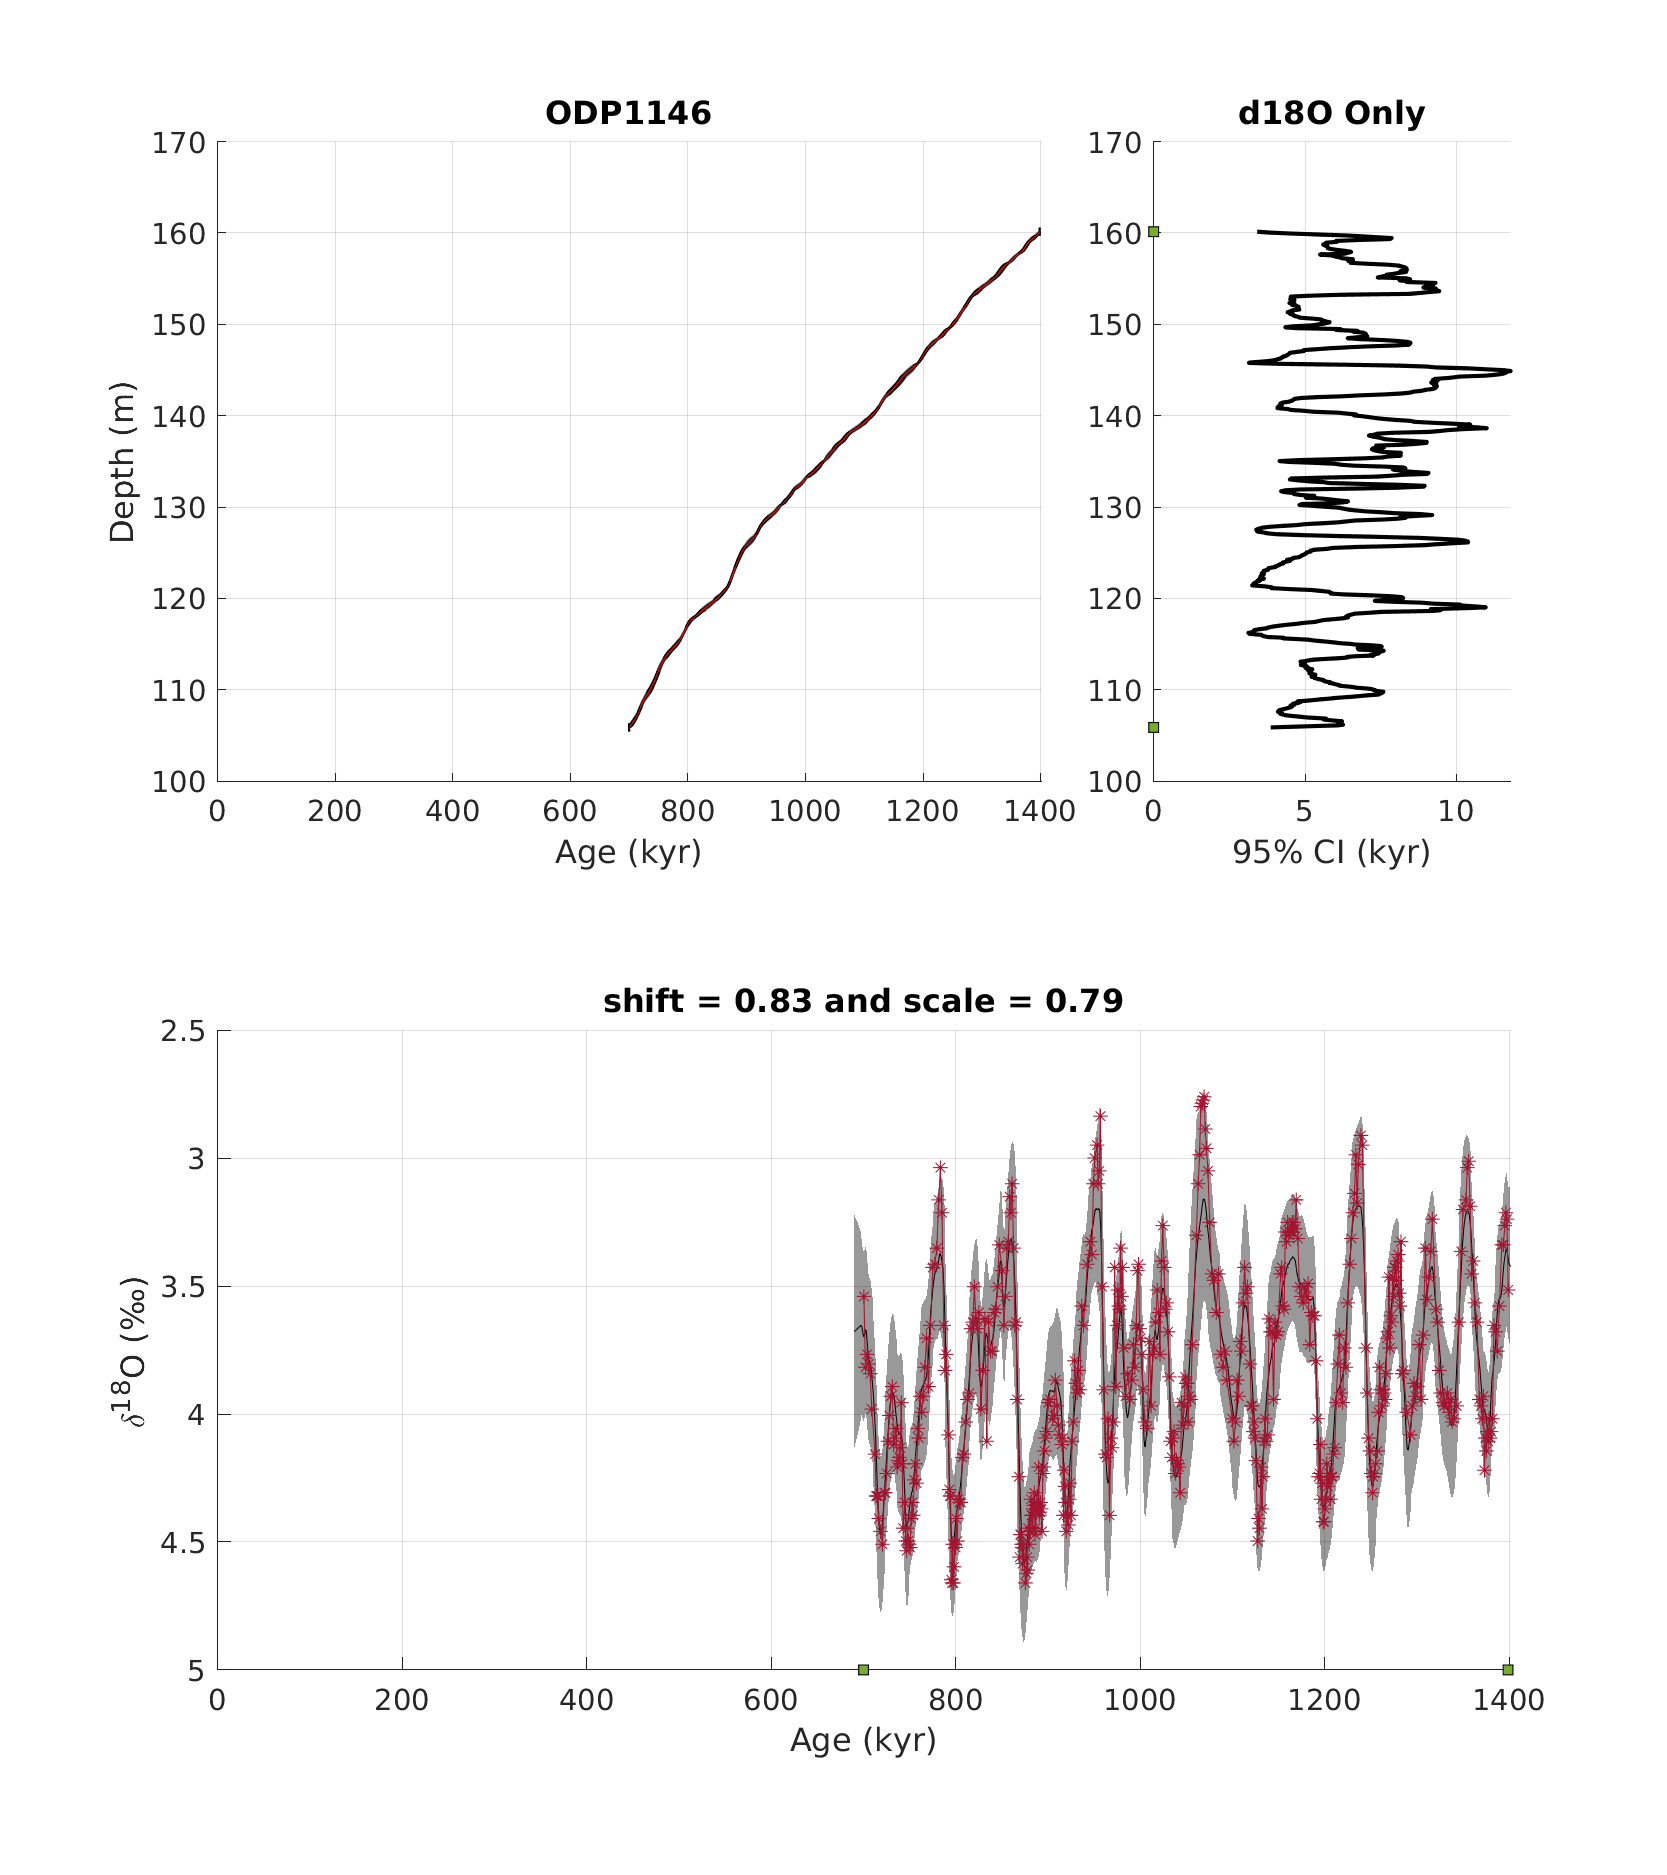 ODP1146
170
160
150
140
130
120
110
100
Depth (m)
0 200 400 600 800 1000 1200 1400
Age (kyr)
d18O Only
170
160
150
140
130
120
110
100
0 5 10
95% CI (kyr)
shift = 0.83 and scale = 0.79
2.5
3
3.5
4
4.5
5
δ18O (‰)
0 200 400 600 800 1000 1200 1400
Age (kyr)